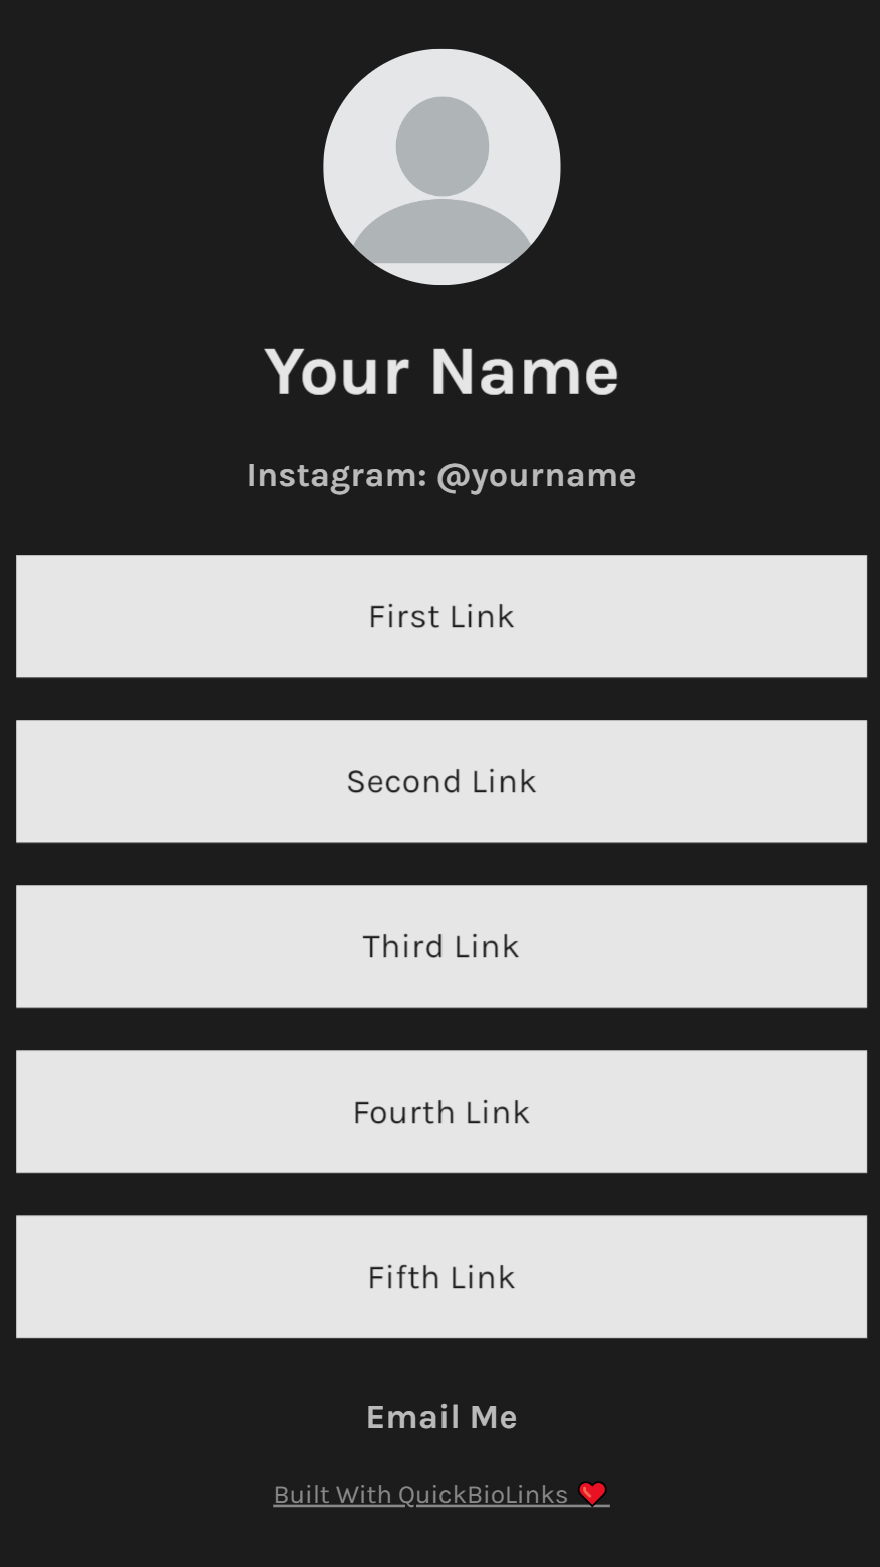 Your Name
Instagram: @yourname
First Link
Second Link
Third Link
Fourth Link
Fifth Link
Email Me
Built With QuickBioLinks ❤️